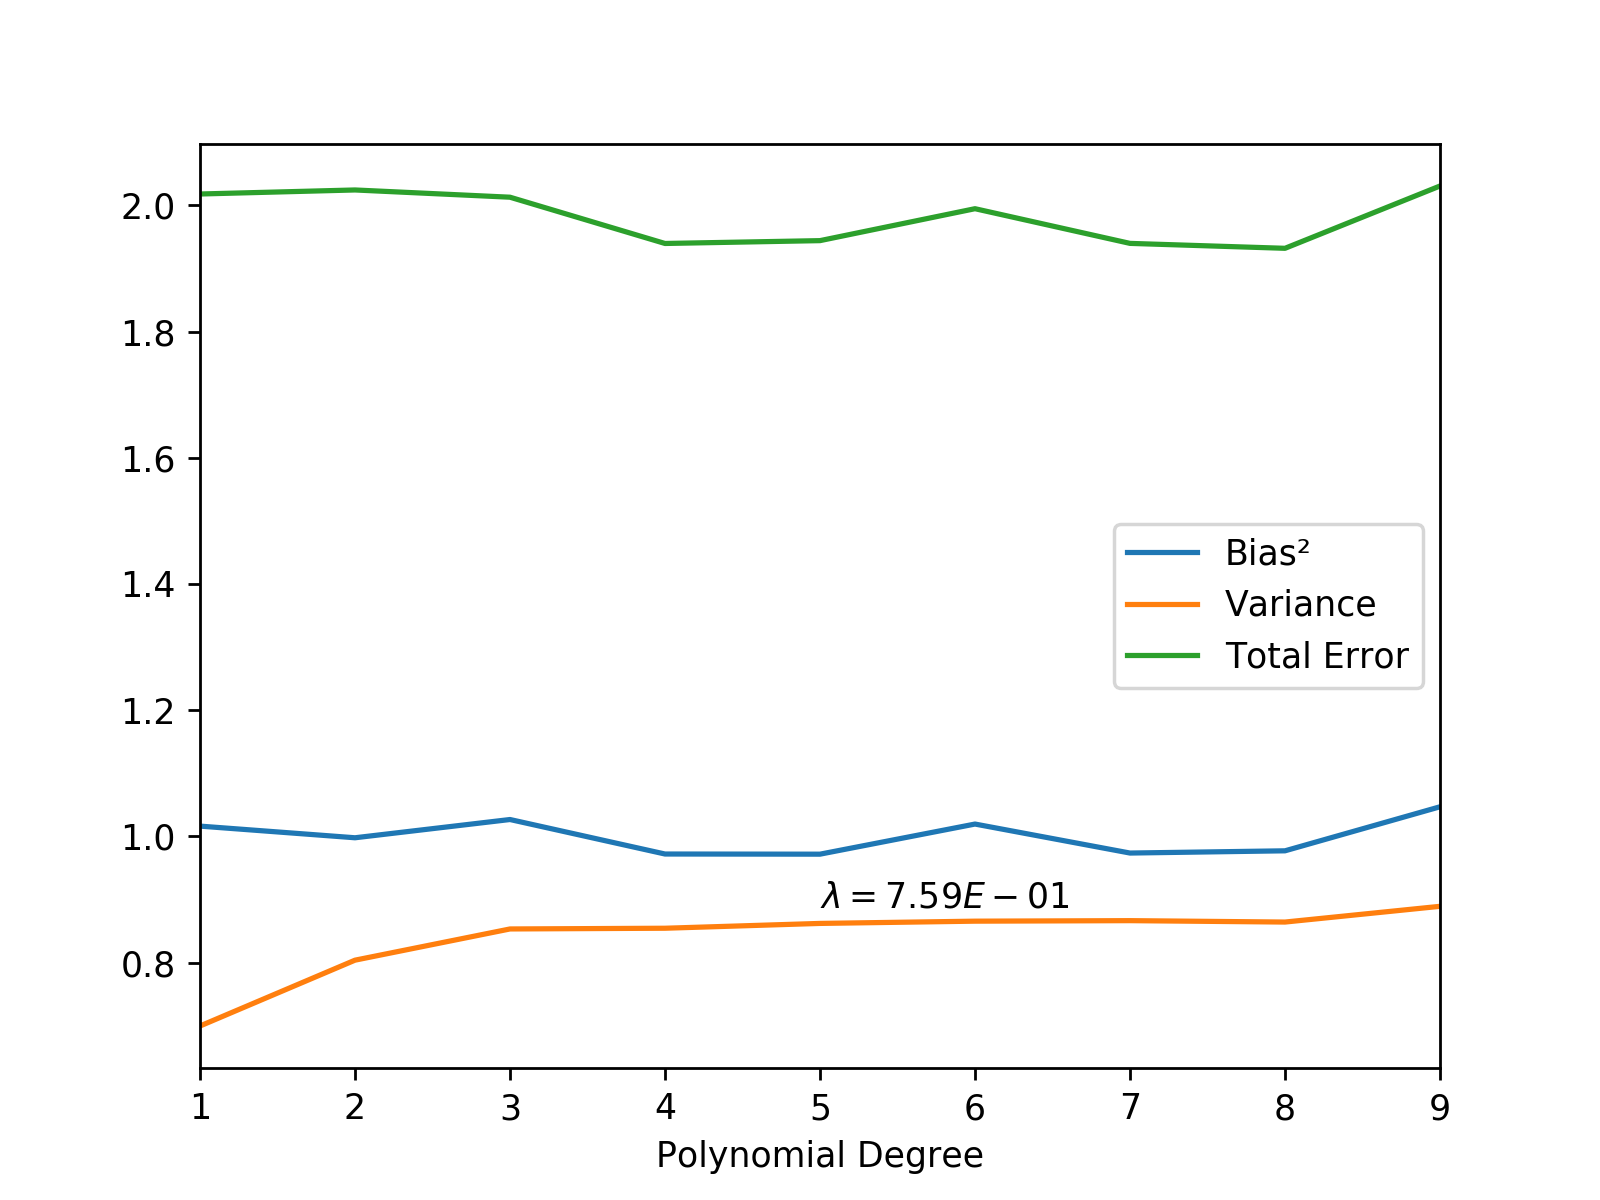 2.0
1.8
1.6
1.4
1.2
1.0
0.8
Bias²
Variance
Total Error
λ = 7.59E − 01
1 2 3 4 5 6 7 8 9
Polynomial Degree